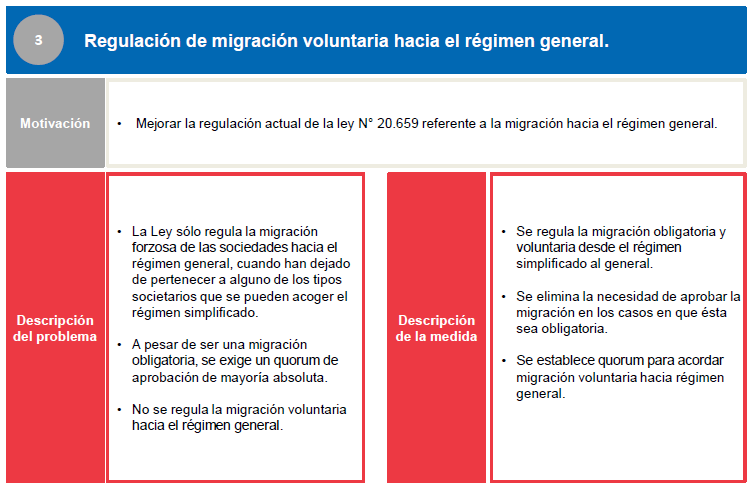 3
Regulación de migración voluntaria hacia el régimen general.
Motivación
• Mejorar la regulación actual de la ley N° 20.659 referente a la migración hacia el régimen general.
Descripción
del problema
• La Ley sólo regula la migración
forzosa de las sociedades hacia el
régimen general, cuando han dejado
de pertenecer a alguno de los tipos
societarios que se pueden acoger el
régimen simplificado.
• A pesar de ser una migración
obligatoria, se exige un quorum de
aprobación de mayoría absoluta.
• No se regula la migración voluntaria
hacia el régimen general.
Descripción
de la medida
• Se regula la migración obligatoria y
voluntaria desde el régimen
simplificado al general.
• Se elimina la necesidad de aprobar la
migración en los casos en que ésta
sea obligatoria.
• Se establece quorum para acordar
migración voluntaria hacia régimen
general.